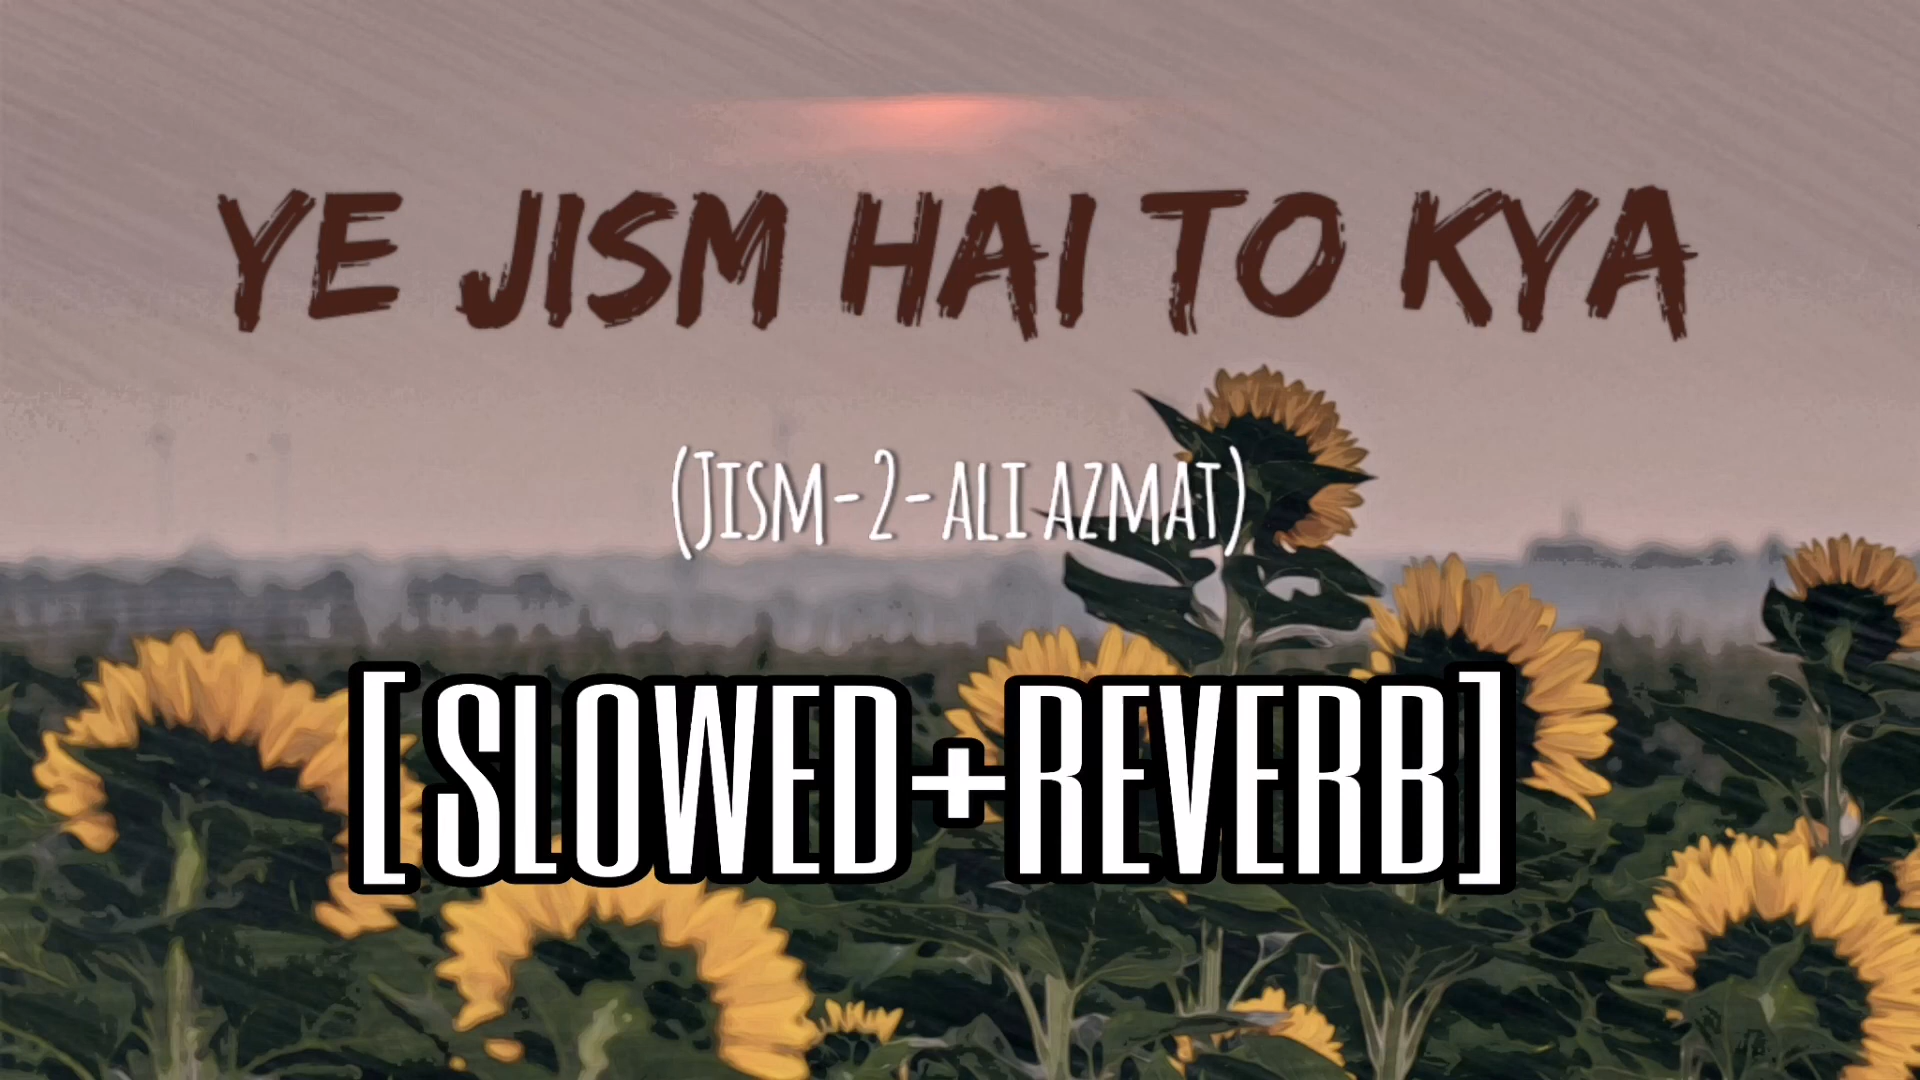 YE JISM HAI TO KYA
(JISM-2-ALI AZMAT)
[SLOWED+REVERB]